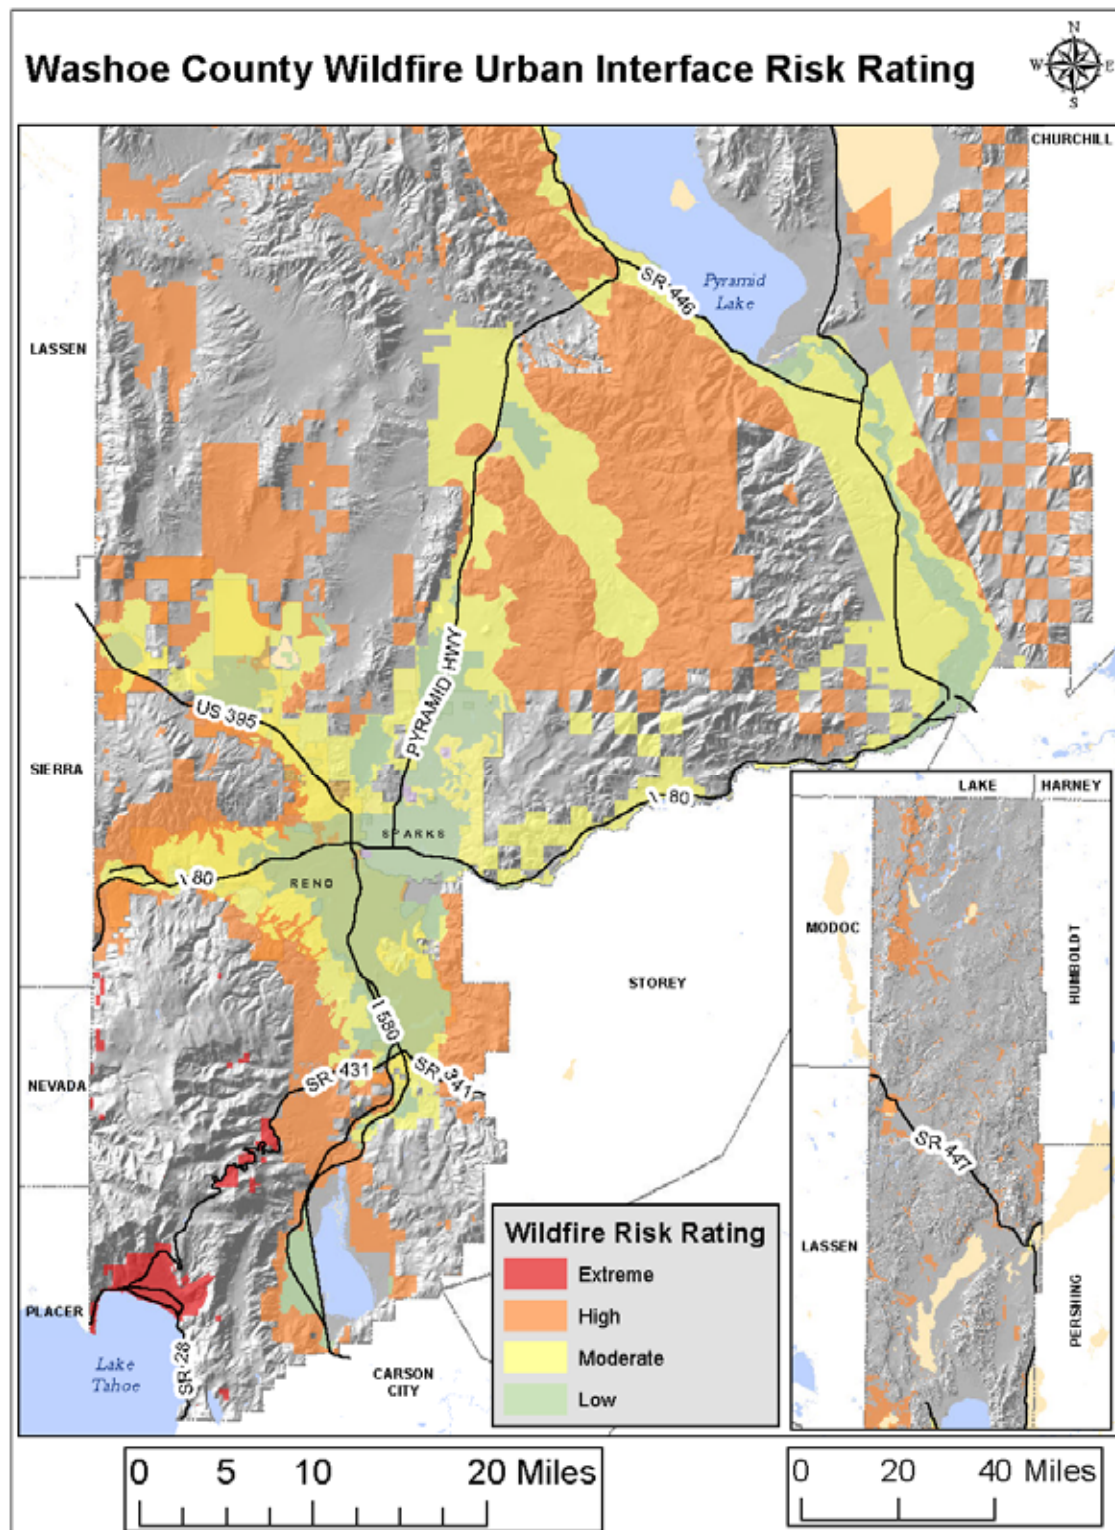 Washoe County Wildfire Urban Interface Risk Rating
N
W E
S
CHURCHILL
LASSEN
Pyramid
Lake
SR 446
PYRAMID HWY
US 395
SIERRA
I 80
SPARKS
I 80
RENO
STOREY
I 580
SR 341
SR 431
NEVADA
PLACER
Lake
Tahoe
SR 28
CARSON
CITY
Wildfire Risk Rating
Extreme
High
Moderate
Low
LAKE HARNEY
MODOC
HUMBOLDT
SR 447
LASSEN
PERSHING
0 5 10 20 Miles
0 20 40 Miles